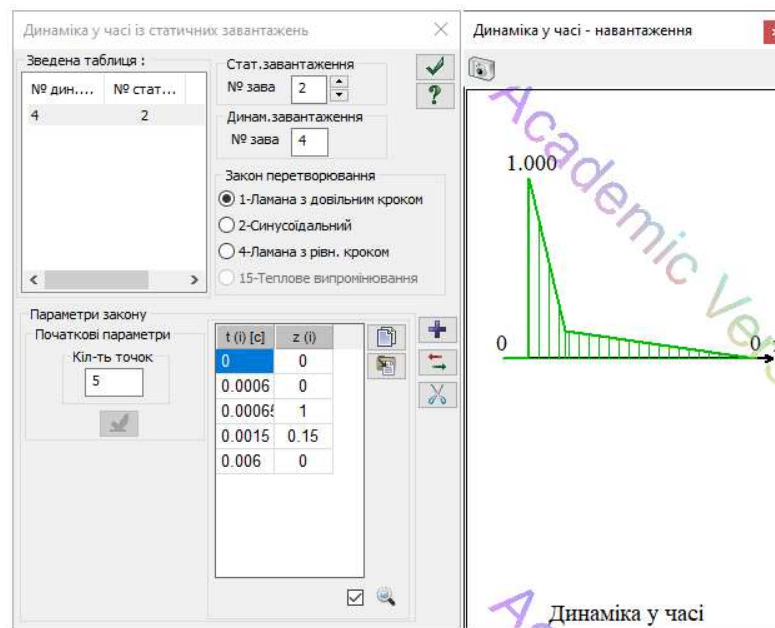 Динаміка у часі із статичних завантажень
Зведена таблиця :
№ дин.... № стат...
4 2
Стат.завантаження
№ зава 2
Динам.завантаження
№ зава 4
Закон перетворювання
1-Ламана з довільним кроком
2-Синусоїдальний
4-Ламана з рівн. кроком
15-Теплове випромінювання
Параметри закону
Початкові параметри
Кіл-ть точок
5
t (i) [c] z (i)
0 0
0.0006 0
0.00065 1
0.0015 0.15
0.006 0
Динаміка у часі - навантаження
Academic Vers
1.000
0 0
Динаміка у часі